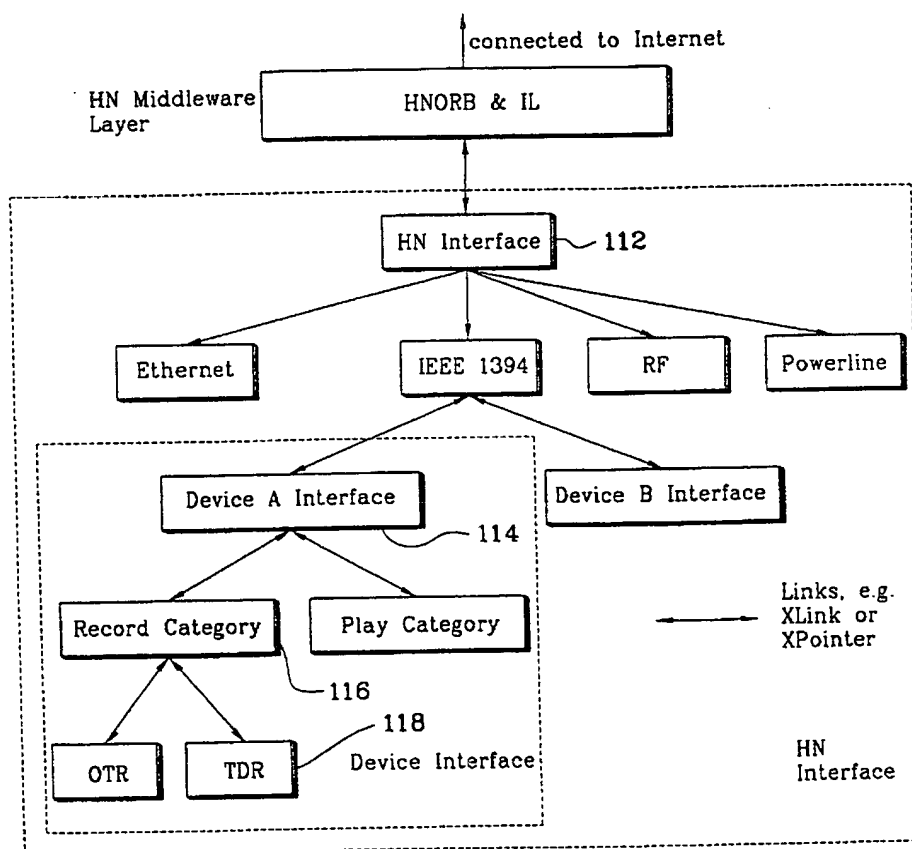 connected to Internet
HN Middleware
Layer
HNORB & IL
HN Interface
112
Ethernet
IEEE 1394
RF
Powerline
Device A Interface
Device B Interface
114
Record Category
Play Category
Links, e.g.
XLink or
XPointer
116
118
OTR
TDR
Device Interface
HN
Interface